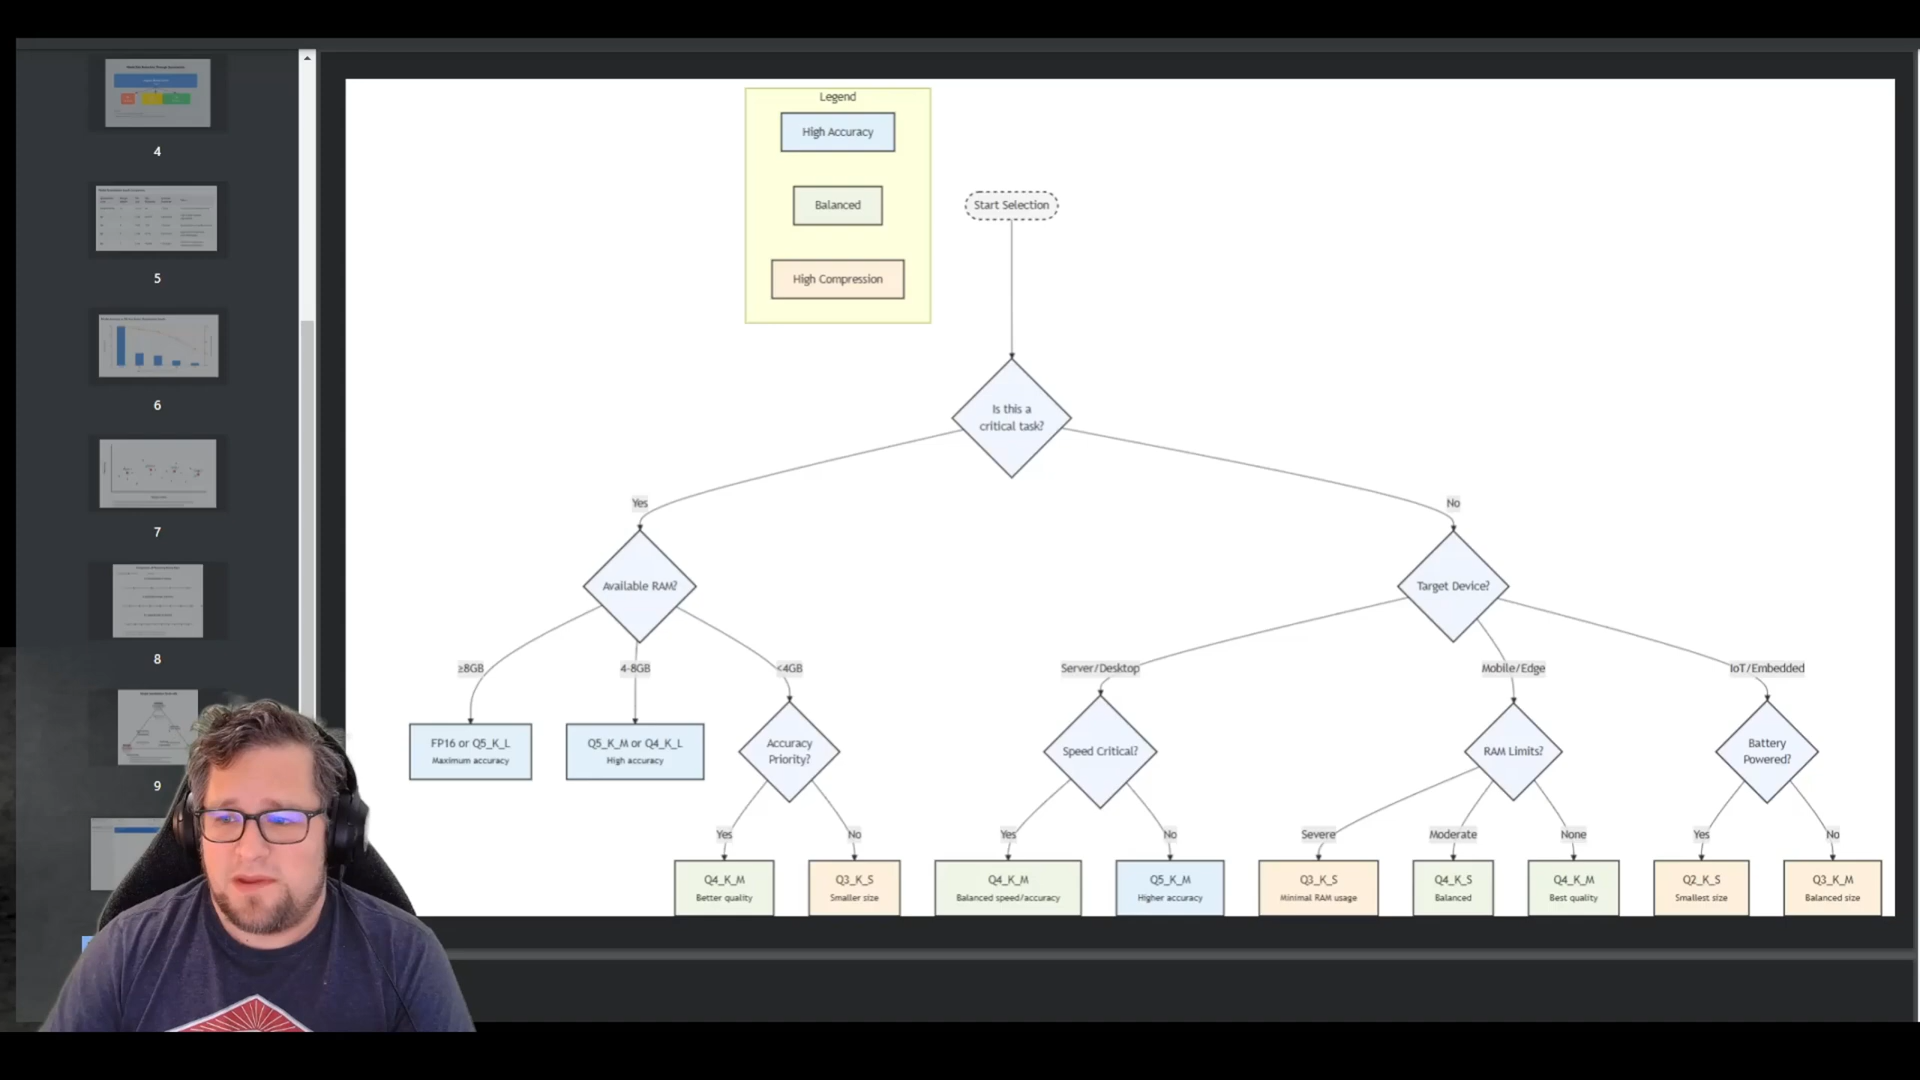 4
5
6
7
8
9
Legend
High Accuracy
Balanced
High Compression
Start Selection
Is this a
critical task?
Yes
No
Available RAM?
Target Device?
≥8GB
4-8GB
<4GB
Server/Desktop
Mobile/Edge
IoT/Embedded
FP16 or Q5_K_L
Maximum accuracy
Q5_K_M or Q4_K_L
High accuracy
Accuracy
Priority?
Speed Critical?
RAM Limits?
Battery
Powered?
Yes
No
Yes
No
Severe
Moderate
None
Yes
No
Q4_K_M
Better quality
Q3_K_S
Smaller size
Q4_K_M
Balanced speed/accuracy
Q5_K_M
Higher accuracy
Q3_K_S
Minimal RAM usage
Q4_K_S
Balanced
Q4_K_M
Best quality
Q2_K_S
Smallest size
Q3_K_M
Balanced size